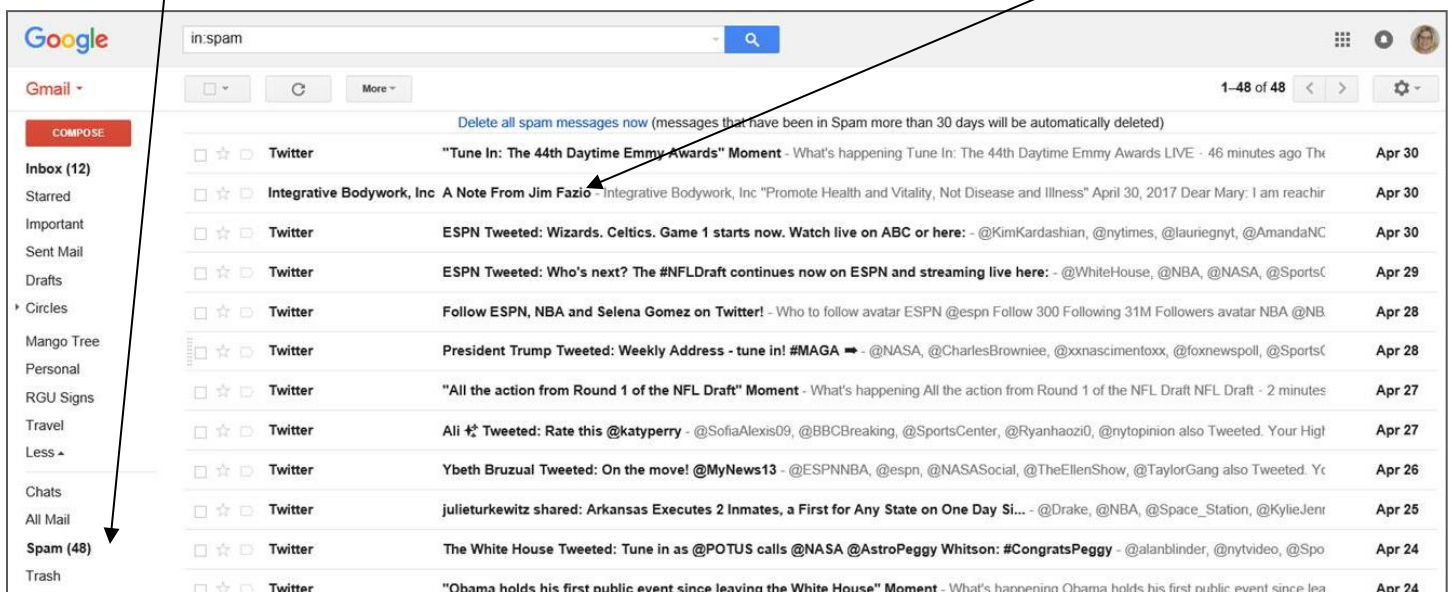 Google
in:spam
Gmail
More
1–48 of 48
COMPOSE
Inbox (12)
Starred
Important
Sent Mail
Drafts
Circles
Mango Tree
Personal
RGU Signs
Travel
Less
Chats
All Mail
Spam (48)
Trash
Delete all spam messages now (messages that have been in Spam more than 30 days will be automatically deleted)
Twitter "Tune In: The 44th Daytime Emmy Awards" Moment - What's happening Tune In: The 44th Daytime Emmy Awards LIVE - 46 minutes ago The Apr 30
Integrative Bodywork, Inc A Note From Jim Fazio - Integrative Bodywork, Inc "Promote Health and Vitality, Not Disease and Illness" April 30, 2017 Dear Mary: I am reachir Apr 30
Twitter ESPN Tweeted: Wizards. Celtics. Game 1 starts now. Watch live on ABC or here: - @KimKardashian, @nytimes, @lauriegnyt, @AmandaNC Apr 30
Twitter ESPN Tweeted: Who's next? The #NFLDraft continues now on ESPN and streaming live here: - @WhiteHouse, @NBA, @NASA, @Sports( Apr 29
Twitter Follow ESPN, NBA and Selena Gomez on Twitter! - Who to follow avatar ESPN @espn Follow 300 Following 31M Followers avatar NBA @NB Apr 28
Twitter President Trump Tweeted: Weekly Address - tune in! #MAGA ➡ - @NASA, @CharlesBrowniee, @xxnascimentoxx, @foxnewspoll, @Sports( Apr 28
Twitter "All the action from Round 1 of the NFL Draft" Moment - What's happening All the action from Round 1 of the NFL Draft NFL Draft - 2 minutes Apr 27
Twitter Ali Tweeted: Rate this @katyperry - @SofiaAlexis09, @BBCBreaking, @SportsCenter, @Ryanhaozi0, @nytopinion also Tweeted. Your High Apr 27
Twitter Ybeth Bruzual Tweeted: On the move! @MyNews13 - @ESPNNBA, @espn, @NASASocial, @TheEllenShow, @TaylorGang also Tweeted. Yo Apr 26
Twitter julieturkewitz shared: Arkansas Executes 2 Inmates, a First for Any State on One Day Si... - @Drake, @NBA, @Space_Station, @KylieJenr Apr 25
Twitter The White House Tweeted: Tune in as @POTUS calls @NASA @AstroPeggy Whitson: #CongratsPeggy - @alanblinder, @nytvideo, @Spo Apr 24
Twitter "Obama holds his first public event since leaving the White House" Moment - What's happening Obama holds his first public event since lea Apr 24